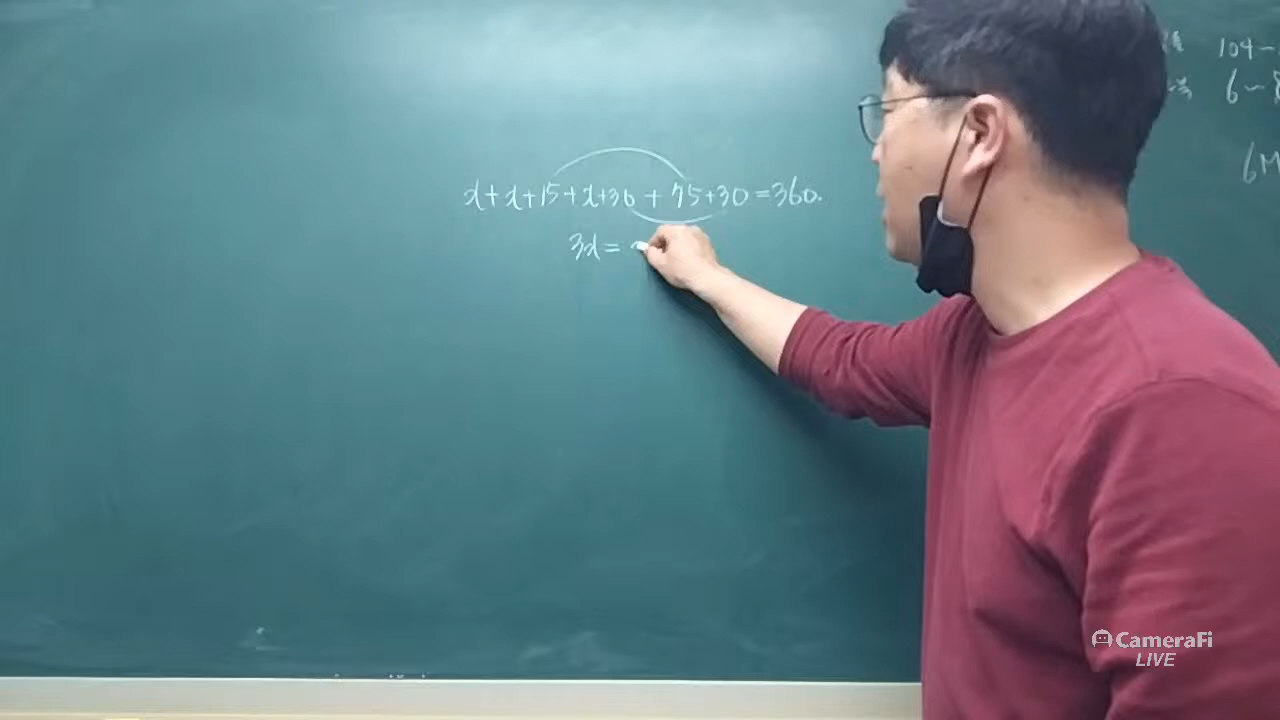 x+x+15+x+30+75+30=360.
3x=
104-
6~8
6M
CameraFi
LIVE